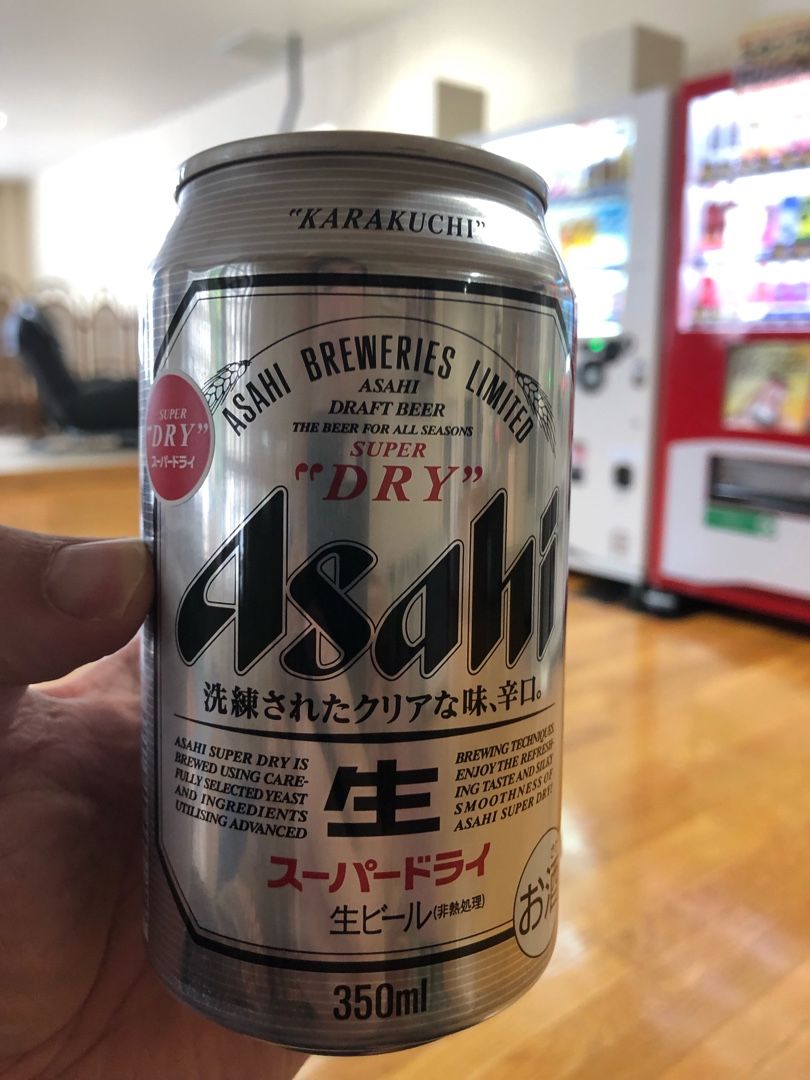 "KARAKUCHI"
ASAHI BREWERIES LIMITED
ASAHI
DRAFT BEER
THE BEER FOR ALL SEASONS
SUPER
"DRY"
SUPER
"DRY"
スーパードライ
Asahi
洗練されたクリアな味、辛口。
ASAHI SUPER DRY IS
BREWED USING CARE-
FULLY SELECTED YEAST
AND INGREDIENTS
UTILISING ADVANCED
生
BREWING TECHNIQUES.
ENJOY THE REFRESH-
ING TASTE AND SILKY
SMOOTHNESS OF
ASAHI SUPER DRY!
スーパードライ
生ビール(非熱処理)
お酒
350ml